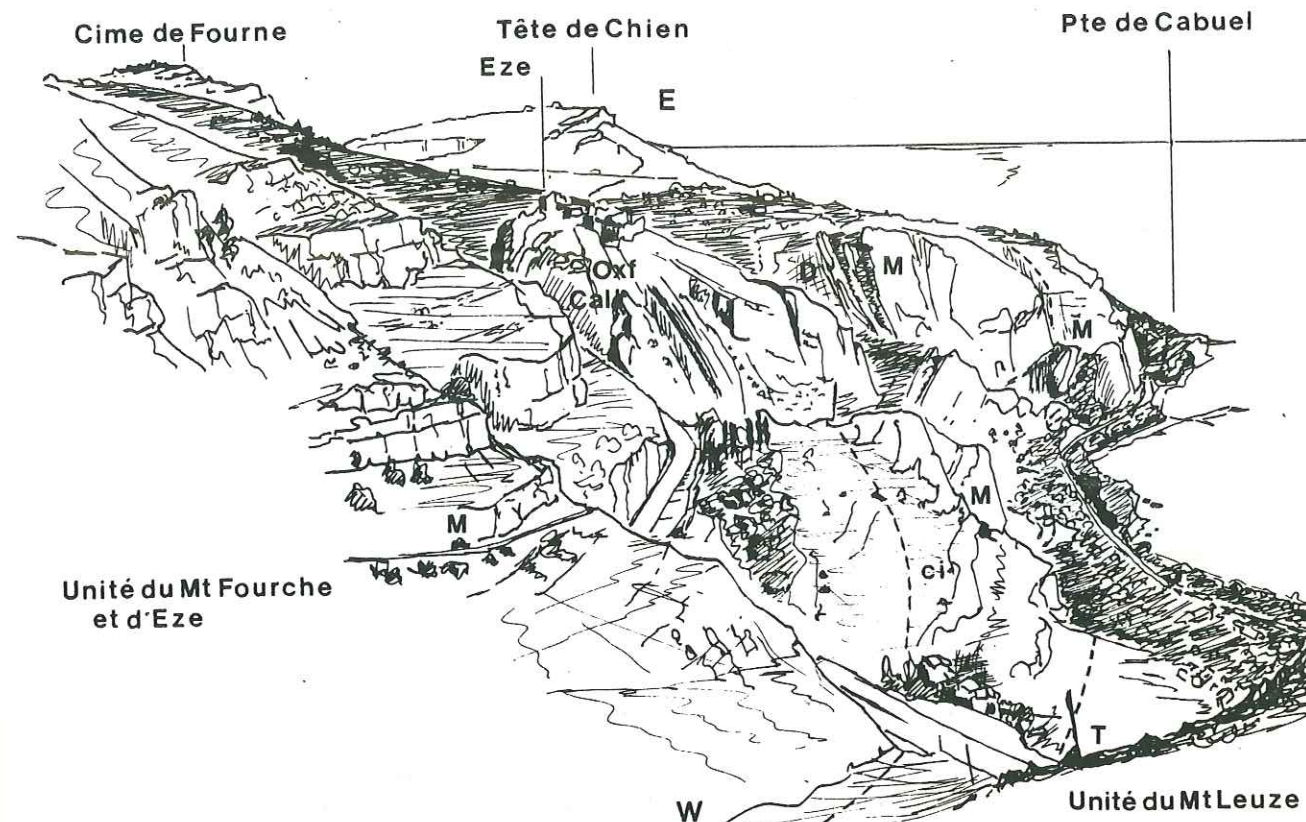 Cime de Fourne
Tête de Chien
Pte de Cabuel
Eze
E
Oxf
D
M
Call
M
M
M
ci
Unité du Mt Fourche
et d'Eze
T
W
Unité du Mt Leuze